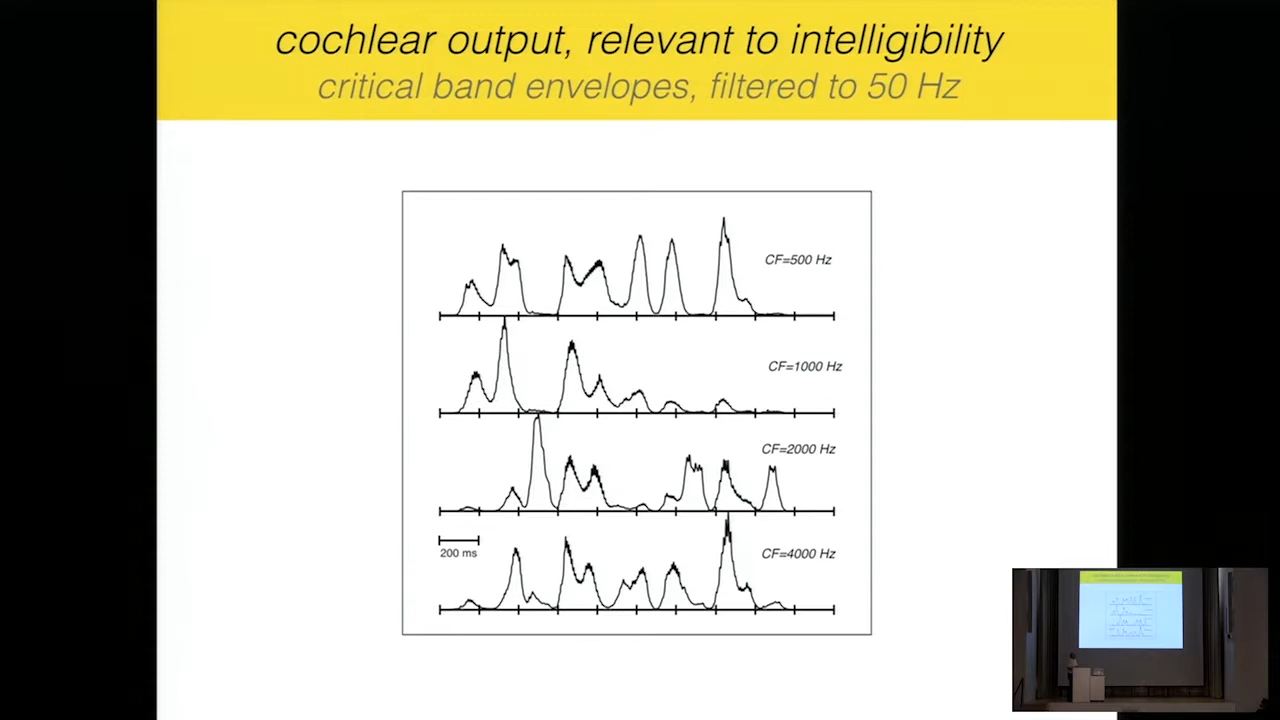 cochlear output, relevant to intelligibility
critical band envelopes, filtered to 50 Hz
CF=500 Hz
CF=1000 Hz
CF=2000 Hz
200 ms
CF=4000 Hz